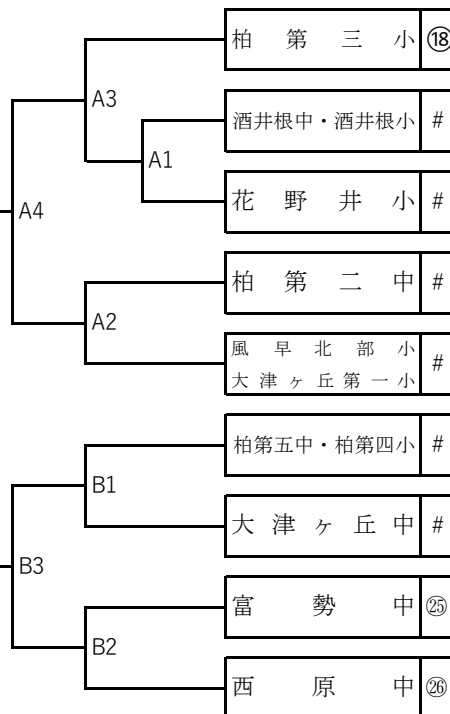 柏第三小 ⑱
A3
酒井根中・酒井根小 #
A1
花野井小 #
A4
柏第二中 #
A2
風早北部小 #
大津ヶ丘第一小
柏第五中・柏第四小 #
B1
大津ヶ丘中 #
B3
富勢中 ㉕
B2
西原中 ㉖